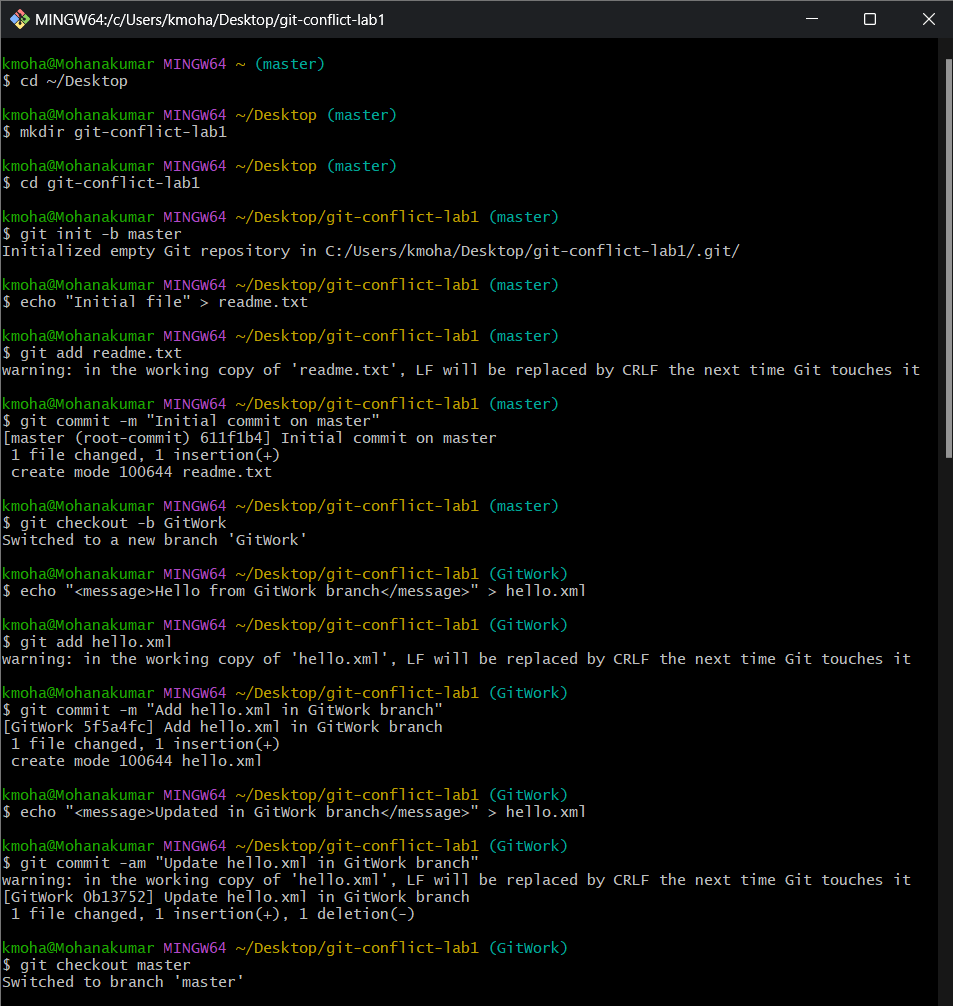 MINGW64:/c/Users/kmoha/Desktop/git-conflict-lab1
kmoha@Mohanakumar MINGW64 ~ (master)
$ cd ~/Desktop
kmoha@Mohanakumar MINGW64 ~/Desktop (master)
$ mkdir git-conflict-lab1
kmoha@Mohanakumar MINGW64 ~/Desktop (master)
$ cd git-conflict-lab1
kmoha@Mohanakumar MINGW64 ~/Desktop/git-conflict-lab1 (master)
$ git init -b master
Initialized empty Git repository in C:/Users/kmoha/Desktop/git-conflict-lab1/.git/
kmoha@Mohanakumar MINGW64 ~/Desktop/git-conflict-lab1 (master)
$ echo "Initial file" > readme.txt
kmoha@Mohanakumar MINGW64 ~/Desktop/git-conflict-lab1 (master)
$ git add readme.txt
warning: in the working copy of 'readme.txt', LF will be replaced by CRLF the next time Git touches it
kmoha@Mohanakumar MINGW64 ~/Desktop/git-conflict-lab1 (master)
$ git commit -m "Initial commit on master"
[master (root-commit) 611f1b4] Initial commit on master
 1 file changed, 1 insertion(+)
 create mode 100644 readme.txt
kmoha@Mohanakumar MINGW64 ~/Desktop/git-conflict-lab1 (master)
$ git checkout -b GitWork
Switched to a new branch 'GitWork'
kmoha@Mohanakumar MINGW64 ~/Desktop/git-conflict-lab1 (GitWork)
$ echo "<message>Hello from GitWork branch</message>" > hello.xml
kmoha@Mohanakumar MINGW64 ~/Desktop/git-conflict-lab1 (GitWork)
$ git add hello.xml
warning: in the working copy of 'hello.xml', LF will be replaced by CRLF the next time Git touches it
kmoha@Mohanakumar MINGW64 ~/Desktop/git-conflict-lab1 (GitWork)
$ git commit -m "Add hello.xml in GitWork branch"
[GitWork 5f5a4fc] Add hello.xml in GitWork branch
 1 file changed, 1 insertion(+)
 create mode 100644 hello.xml
kmoha@Mohanakumar MINGW64 ~/Desktop/git-conflict-lab1 (GitWork)
$ echo "<message>Updated in GitWork branch</message>" > hello.xml
kmoha@Mohanakumar MINGW64 ~/Desktop/git-conflict-lab1 (GitWork)
$ git commit -am "Update hello.xml in GitWork branch"
warning: in the working copy of 'hello.xml', LF will be replaced by CRLF the next time Git touches it
[GitWork 0b13752] Update hello.xml in GitWork branch
 1 file changed, 1 insertion(+), 1 deletion(-)
kmoha@Mohanakumar MINGW64 ~/Desktop/git-conflict-lab1 (GitWork)
$ git checkout master
Switched to branch 'master'